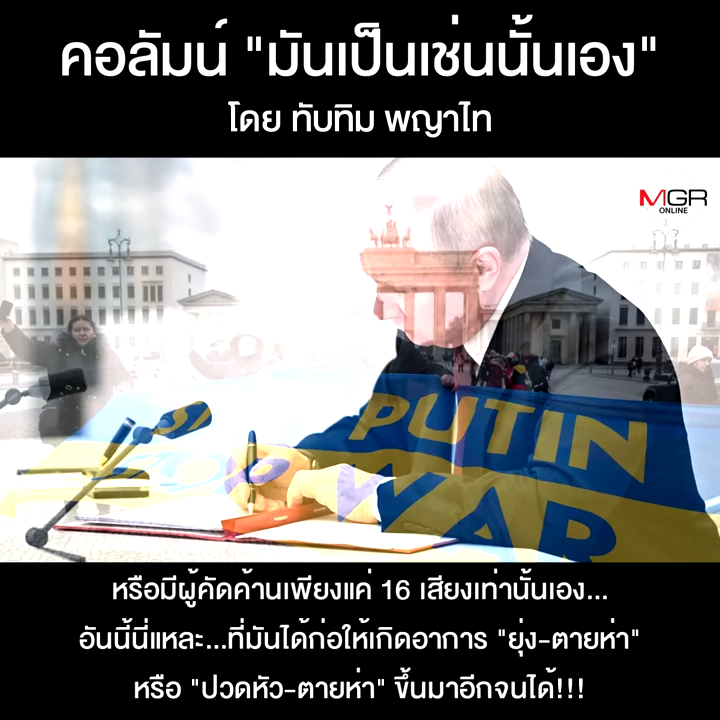 คอลัมน์ "มันเป็นเช่นนั้นเอง"
โดย ทับทิม พญาไท
MGR
ONLINE
PUTIN
WAR
หรือมีผู้คัดค้านเพียงแค่ 16 เสียงเท่านั้นเอง...
อันนี้นี่แหละ...ที่มันได้ก่อให้เกิดอาการ "ยุ่ง-ตายห่า"
หรือ "ปวดหัว-ตายห่า" ขึ้นมาอีกจนได้!!!